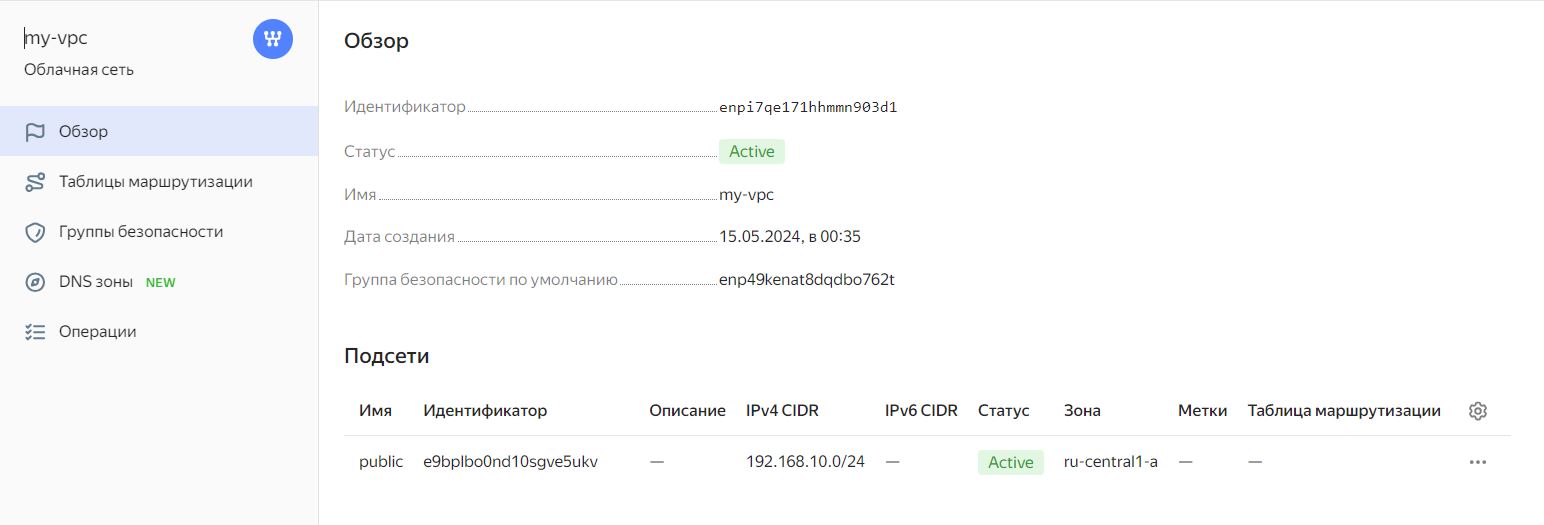 my-vpc
Облачная сеть
Обзор
Таблицы маршрутизации
Группы безопасности
DNS зоны NEW
Операции
Обзор
Идентификатор enpi7qe171hhmmn903d1
Статус Active
Имя my-vpc
Дата создания 15.05.2024, в 00:35
Группа безопасности по умолчанию enp49kenat8dqdbo762t
Подсети
Имя Идентификатор Описание IPv4 CIDR IPv6 CIDR Статус Зона Метки Таблица маршрутизации
public e9bplbo0nd10sgve5ukv — 192.168.10.0/24 — Active ru-central1-a — —